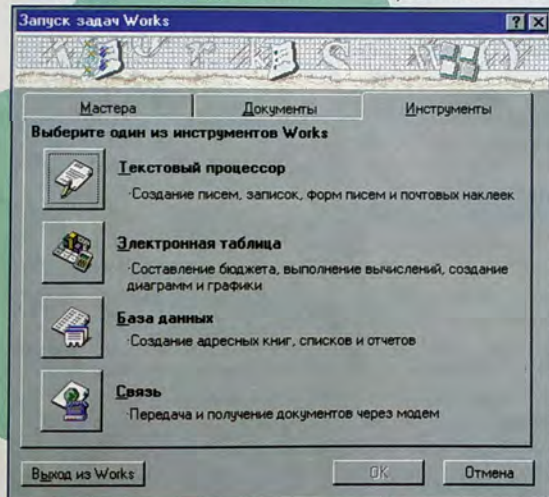 Запуск задач Works
Мастера
Документы
Инструменты
Выберите один из инструментов Works
Текстовый процессор
·Создание писем, записок, форм писем и почтовых наклеек
Электронная таблица
·Составление бюджета, выполнение вычислений, создание
диаграмм и графики
База данных
·Создание адресных книг, списков и отчетов
Связь
·Передача и получение документов через модем
Выход из Works
OK
Отмена